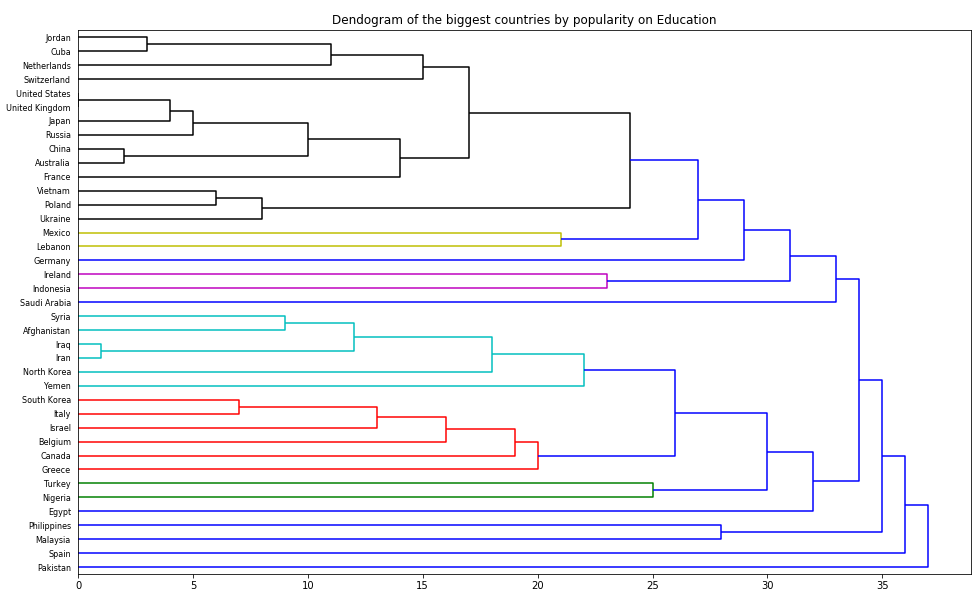 Dendogram of the biggest countries by popularity on Education
Jordan
Cuba
Netherlands
Switzerland
United States
United Kingdom
Japan
Russia
China
Australia
France
Vietnam
Poland
Ukraine
Mexico
Lebanon
Germany
Ireland
Indonesia
Saudi Arabia
Syria
Afghanistan
Iraq
Iran
North Korea
Yemen
South Korea
Italy
Israel
Belgium
Canada
Greece
Turkey
Nigeria
Egypt
Philippines
Malaysia
Spain
Pakistan
0 5 10 15 20 25 30 35